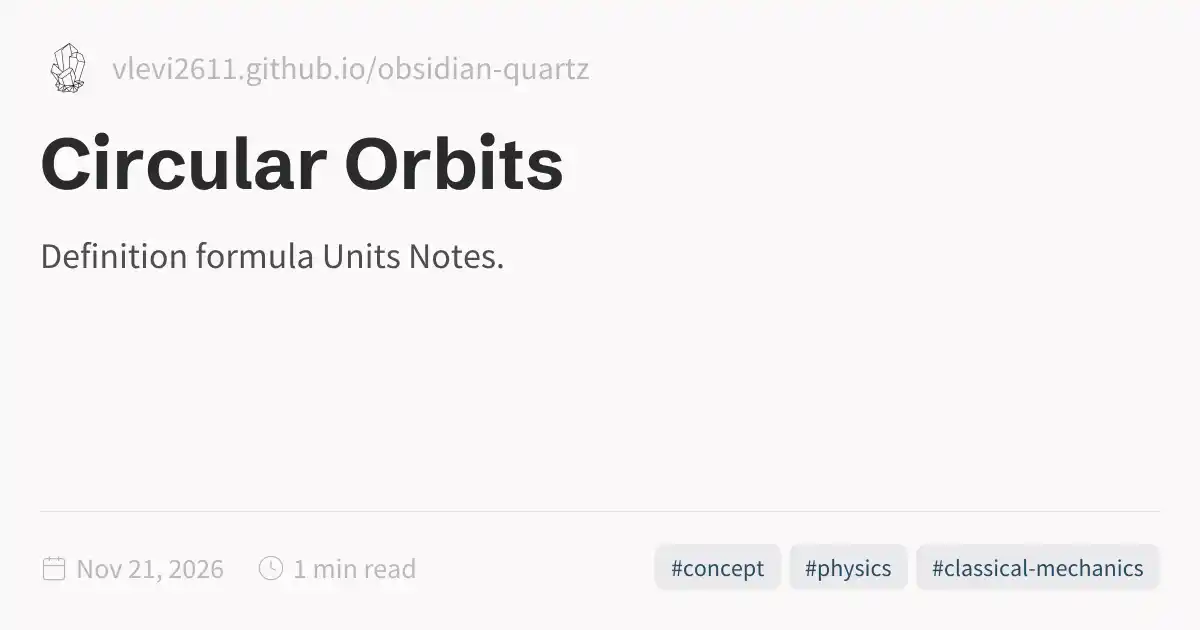 vlevi2611.github.io/obsidian-quartz
Circular Orbits
Definition formula Units Notes.
Nov 21, 2026 1 min read #concept #physics #classical-mechanics